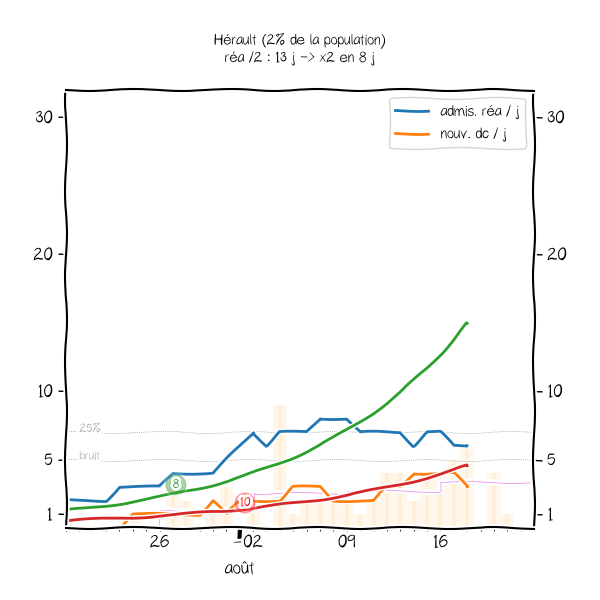 Hérault (2% de la population)
réa /2 : 13 j -> x2 en 8 j
admis. réa / j
nouv. dc / j
30
30
20
20
10
10
25%
5
bruit
5
8
10
1
1
26
02
09
16
août